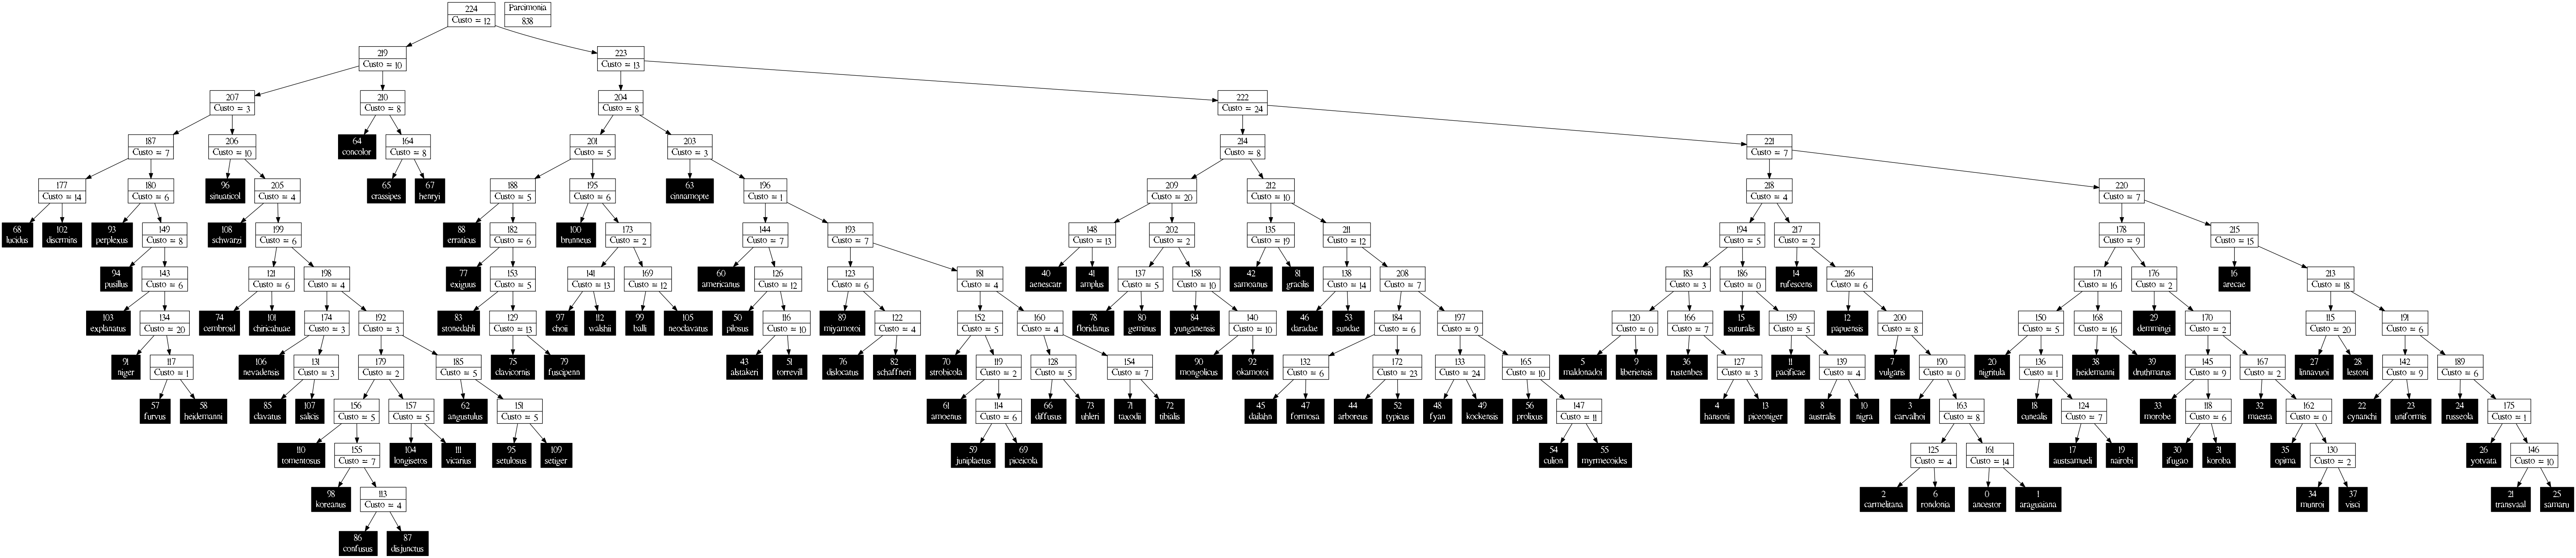 224
Custo = 12
Parcimonia
838
219
Custo = 10
223
Custo = 13
207
Custo = 3
210
Custo = 8
204
Custo = 8
222
Custo = 24
187
Custo = 7
206
Custo = 10
64
concolor
164
Custo = 8
201
Custo = 5
203
Custo = 3
214
Custo = 8
221
Custo = 7
177
Custo = 14
180
Custo = 6
96
sinuaticol
205
Custo = 4
65
crassipes
67
henryi
188
Custo = 5
195
Custo = 6
63
cinnamopte
196
Custo = 1
209
Custo = 20
212
Custo = 10
218
Custo = 4
220
Custo = 7
68
lucidus
102
discrmins
93
perplexus
149
Custo = 8
108
schwarzi
199
Custo = 6
88
erraticus
182
Custo = 6
100
brunneus
173
Custo = 2
144
Custo = 7
193
Custo = 7
148
Custo = 13
202
Custo = 2
135
Custo = 19
211
Custo = 12
194
Custo = 5
217
Custo = 2
178
Custo = 9
215
Custo = 15
94
pusillus
143
Custo = 6
121
Custo = 6
198
Custo = 4
77
exiguus
153
Custo = 5
141
Custo = 13
169
Custo = 12
60
americanus
126
Custo = 12
123
Custo = 6
181
Custo = 4
40
aenescatr
41
amplus
137
Custo = 5
158
Custo = 10
42
samoanus
81
gracilis
138
Custo = 14
208
Custo = 7
183
Custo = 3
186
Custo = 0
14
rufescens
216
Custo = 6
171
Custo = 16
176
Custo = 2
16
arecae
213
Custo = 18
103
explanatus
134
Custo = 20
74
cembroid
101
chiricahuae
174
Custo = 3
192
Custo = 3
83
stonedahli
129
Custo = 13
97
choii
112
walshii
99
balli
105
neoclavatus
50
pilosus
116
Custo = 10
89
miyamotoi
122
Custo = 4
152
Custo = 5
160
Custo = 4
78
floridanus
80
geminus
84
yunganensis
140
Custo = 10
46
daradae
53
sundae
184
Custo = 6
197
Custo = 9
120
Custo = 0
166
Custo = 7
15
suturalis
159
Custo = 5
12
papuensis
200
Custo = 8
150
Custo = 5
168
Custo = 16
29
demmingi
170
Custo = 2
115
Custo = 20
191
Custo = 6
91
niger
117
Custo = 1
106
nevadensis
131
Custo = 3
179
Custo = 2
185
Custo = 5
75
clavicornis
79
fuscipenn
43
alstakeri
51
torrevill
76
dislocatus
82
schaffneri
70
strobicola
119
Custo = 2
128
Custo = 5
154
Custo = 7
90
mongolicus
92
okamotoi
132
Custo = 6
172
Custo = 23
133
Custo = 24
165
Custo = 10
5
maldonadoi
9
liberiensis
36
rustenbes
127
Custo = 3
11
pacificae
139
Custo = 4
7
vulgaris
190
Custo = 0
20
nigritula
136
Custo = 1
38
heidemanni
39
druthmarus
145
Custo = 9
167
Custo = 2
27
linnavuoi
28
lestoni
142
Custo = 9
189
Custo = 6
57
furvus
58
heidemanni
85
clavatus
107
salicis
156
Custo = 5
157
Custo = 5
62
angustulus
151
Custo = 5
61
amoenus
114
Custo = 6
66
diffusus
73
uhleri
71
taxodii
72
tibialis
45
dailahn
47
formosa
44
arboreus
52
typicus
48
fyan
49
kockensis
56
prolixus
147
Custo = 11
4
hansoni
13
piceoniger
8
australis
10
nigra
3
carvalhoi
163
Custo = 8
18
cunealis
124
Custo = 7
33
morobe
118
Custo = 6
32
maesta
162
Custo = 0
22
cynanchi
23
uniformis
24
russeola
175
Custo = 1
110
tomentosus
155
Custo = 7
104
longisetos
111
vicarius
95
setulosus
109
setiger
59
juniplaetus
69
piceicola
54
culion
55
myrmecoides
125
Custo = 4
161
Custo = 14
17
austsamueli
19
nairobi
30
ifugao
31
koroba
35
opima
130
Custo = 2
26
yotvata
146
Custo = 10
98
koreanus
113
Custo = 4
2
carmelitana
6
rondonia
0
ancestor
1
araguaiana
34
munroi
37
visci
21
transvaal
25
samaru
86
confusus
87
disjunctus